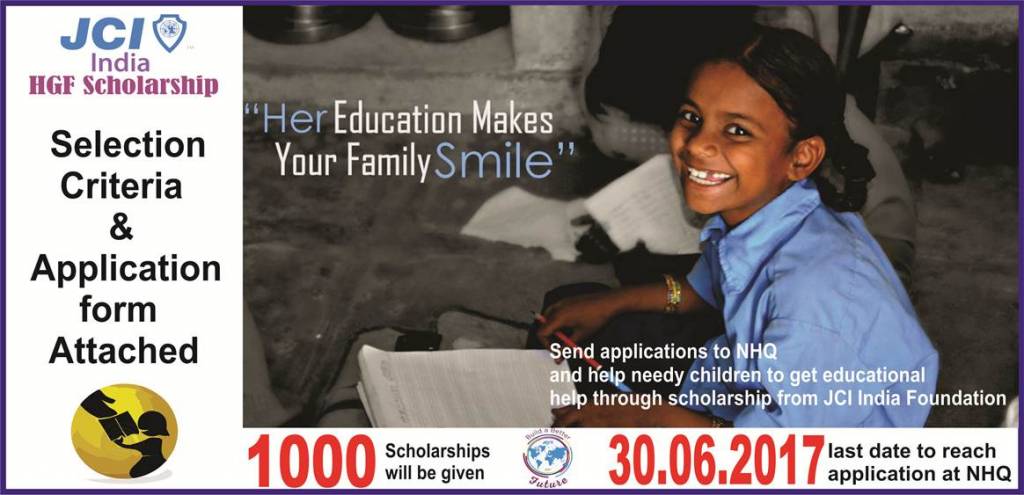 JCI
India
HGF Scholarship
Selection
Criteria
&
Application
form
Attached
“Her Education Makes
Your Family Smile”
Send applications to NHQ
and help needy children to get educational
help through scholarship from JCI India Foundation
1000
Scholarships
will be given
Build a Better
Future
30.06.2017
last date to reach
application at NHQ